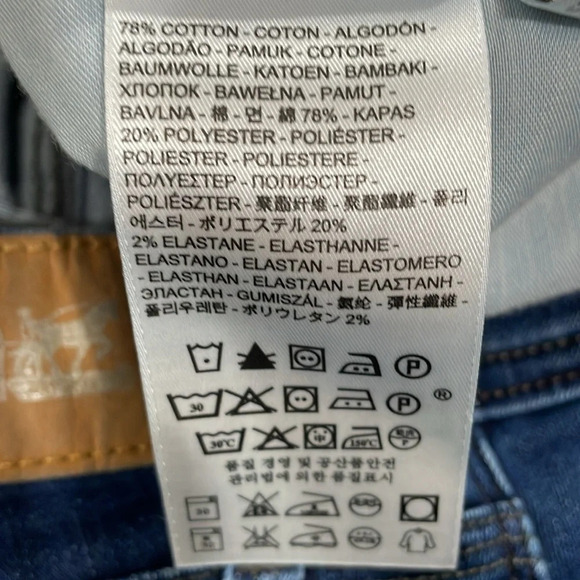 78% COTTON - COTON - ALGODÓN -
ALGODÃO - PAMUK - COTONE -
BAUMWOLLE - KATOEN - BAMBAKI -
ХЛОПОК - BAWEŁNA - PAMUT -
BAVLNA - 棉 - 면 - 綿 78% - KAPAS
20% POLYESTER - POLIÉSTER -
POLIESTER - POLIESTERE -
ΠΟΛΥΕΣΤΕΡ - ПОЛИЭСТЕР -
POLIÉSZTER - 聚酯纖維 - 聚酯纖維 - 폴리
에스터 - ポリエステル 20%
2% ELASTANE - ELASTHANNE -
ELASTANO - ELASTAN - ELASTOMERO
- ELASTHAN - ELASTAAN - ΕΛΑΣΤΑΝΗ -
ЭЛАСТАН - GUMISZÁL - 氨纶 - 彈性纖維 -
폴리우레탄 - ポリウレタン 2%
P
30 P ®
30°C 150°C
품질 경영 및 공산품안전
관리법에 의한 품질표시
30